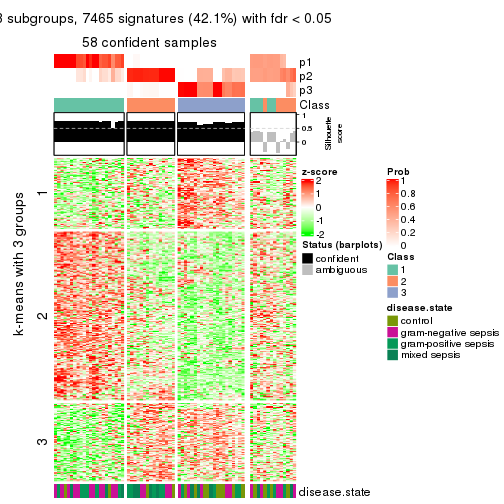 3 subgroups, 7465 signatures (42.1%) with fdr < 0.05
58 confident samples
p1
p2
p3
Class
1
0.5
0
Silhouette
score
k-means with 3 groups
1
2
3
z-score
2
1
0
-1
-2
Status (barplots)
confident
ambiguous
Prob
1
0.8
0.6
0.4
0.2
0
Class
1
2
3
disease.state
control
gram-negative sepsis
gram-positive sepsis
mixed sepsis
disease.state